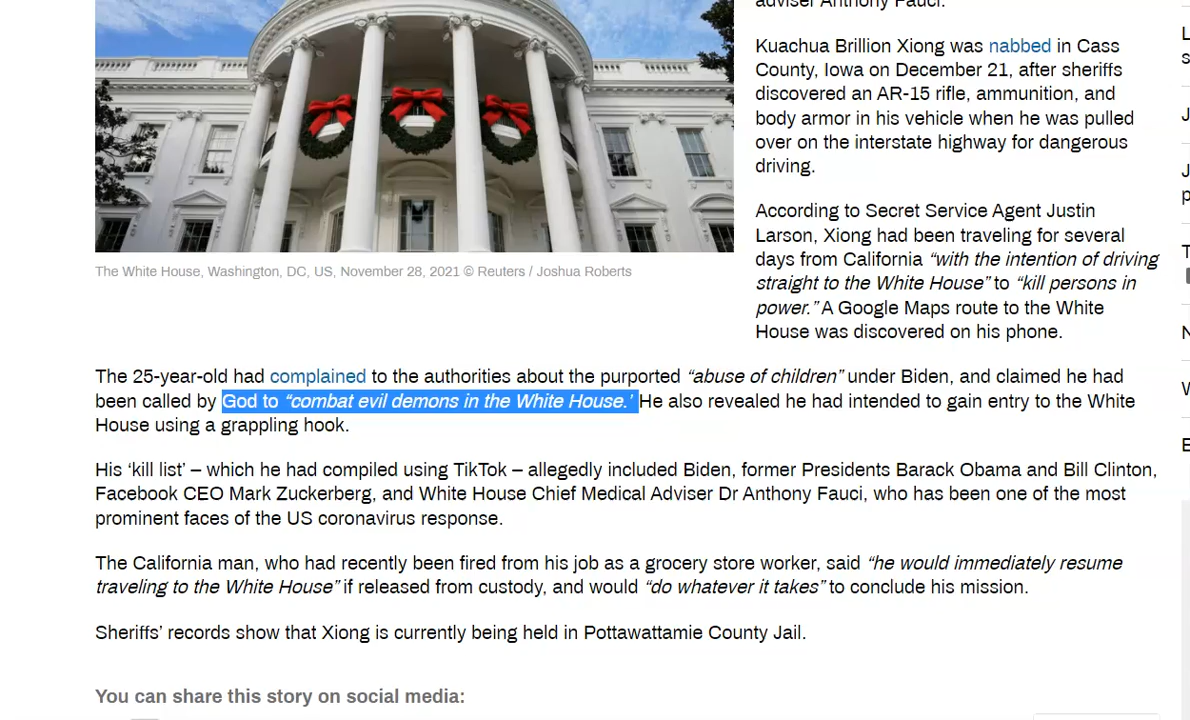 adviser Anthony Fauci.
Kuachua Brillion Xiong was nabbed in Cass
County, Iowa on December 21, after sheriffs
discovered an AR-15 rifle, ammunition, and
body armor in his vehicle when he was pulled
over on the interstate highway for dangerous
driving.
According to Secret Service Agent Justin
Larson, Xiong had been traveling for several
days from California “with the intention of driving
straight to the White House” to “kill persons in
power.” A Google Maps route to the White
House was discovered on his phone.
The White House, Washington, DC, US, November 28, 2021 © Reuters / Joshua Roberts
The 25-year-old had complained to the authorities about the purported “abuse of children” under Biden, and claimed he had
been called by God to “combat evil demons in the White House.’ He also revealed he had intended to gain entry to the White
House using a grappling hook.
His ‘kill list’ – which he had compiled using TikTok – allegedly included Biden, former Presidents Barack Obama and Bill Clinton,
Facebook CEO Mark Zuckerberg, and White House Chief Medical Adviser Dr Anthony Fauci, who has been one of the most
prominent faces of the US coronavirus response.
The California man, who had recently been fired from his job as a grocery store worker, said “he would immediately resume
traveling to the White House” if released from custody, and would “do whatever it takes” to conclude his mission.
Sheriffs’ records show that Xiong is currently being held in Pottawattamie County Jail.
You can share this story on social media: